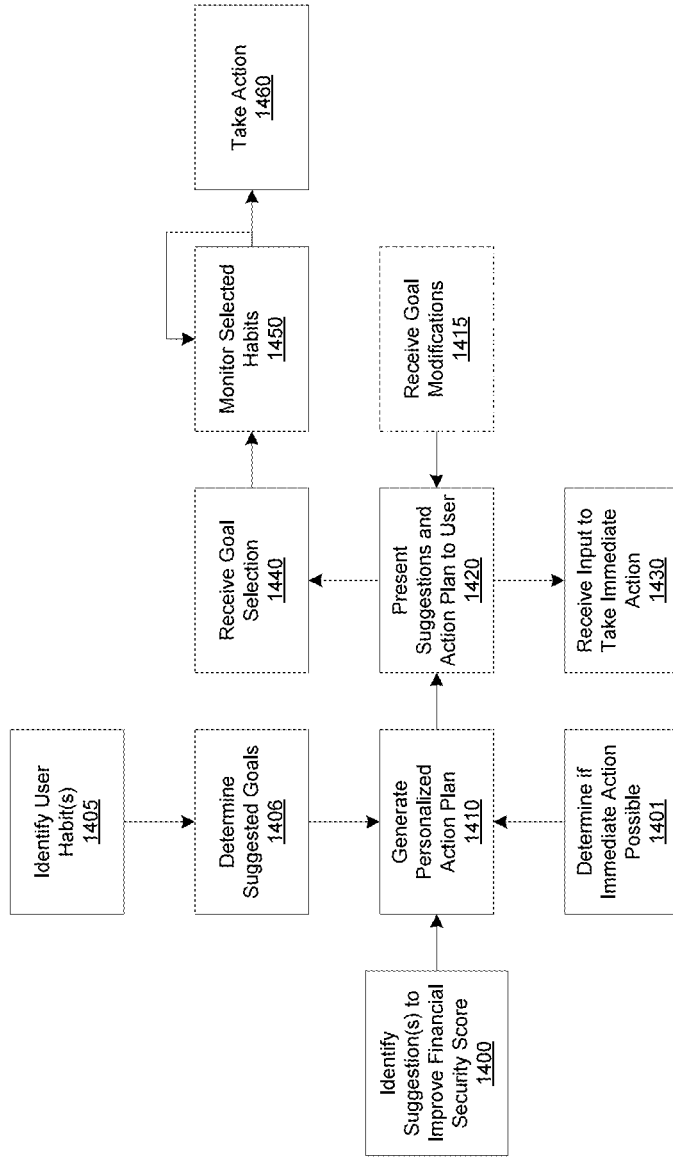 Identify User
Habit(s)
1405
Determine
Suggested Goals
1406
Receive Goal
Selection
1440
Monitor Selected
Habits
1450
Take Action
1460
Identify
Suggestion(s) to
Improve Financial
Security Score
1400
Generate
Personalized
Action Plan
1410
Present
Suggestions and
Action Plan to User
1420
Receive Goal
Modifications
1415
Determine if
Immediate Action
Possible
1401
Receive Input to
Take Immediate
Action
1430